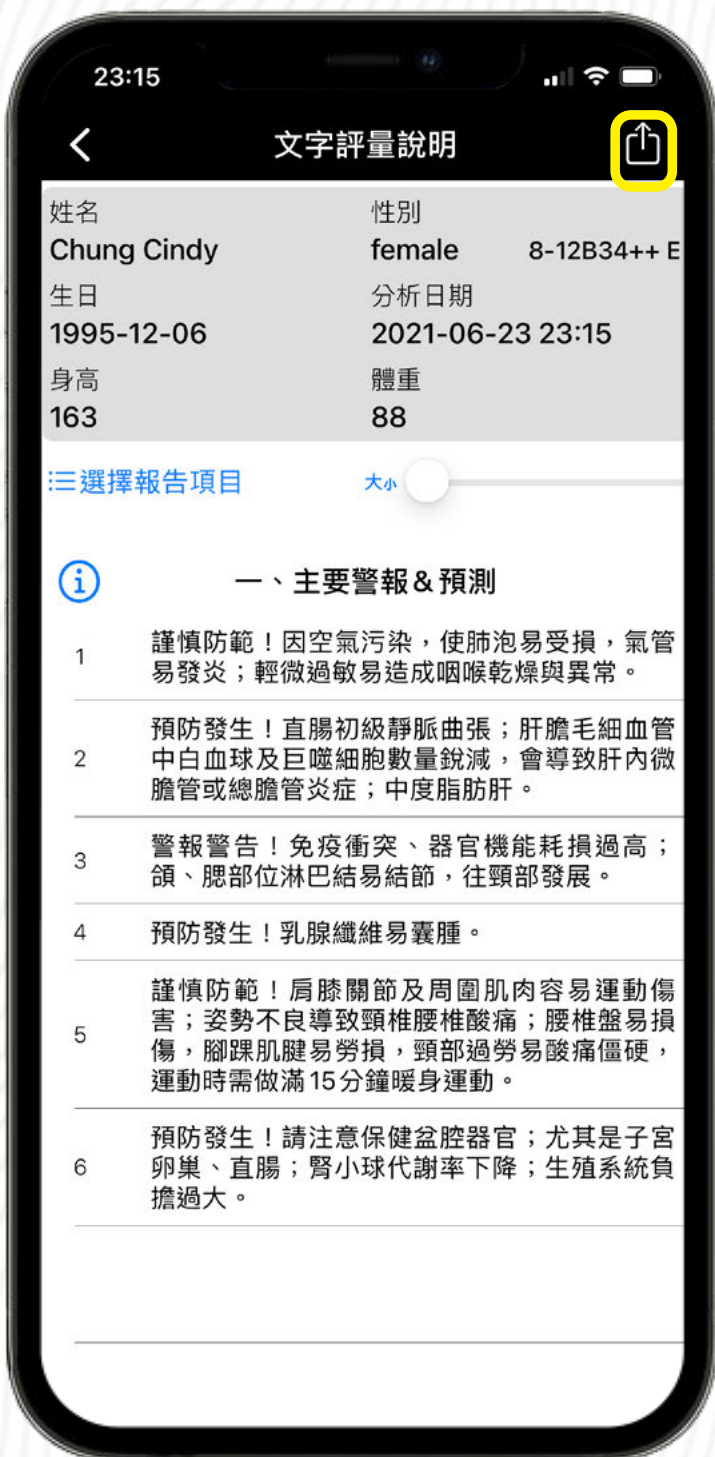 23:15
文字評量說明
姓名 性別
Chung Cindy female 8-12B34++ E
生日 分析日期
1995-12-06 2021-06-23 23:15
身高 體重
163 88
選擇報告項目 大小
一、主要警報&預測
1 謹慎防範！因空氣污染，使肺泡易受損，氣管
易發炎；輕微過敏易造成咽喉乾燥與異常。
2 預防發生！直腸初級靜脈曲張；肝膽毛細血管
中白血球及巨噬細胞數量銳減，會導致肝內微
膽管或總膽管炎症；中度脂肪肝。
3 警報警告！免疫衝突、器官機能耗損過高；
頜、腮部位淋巴結易結節，往頸部發展。
4 預防發生！乳腺纖維易囊腫。
5 謹慎防範！肩膝關節及周圍肌肉容易運動傷
害；姿勢不良導致頸椎腰椎酸痛；腰椎盤易損
傷，腳踝肌腱易勞損，頸部過勞易酸痛僵硬，
運動時需做滿15分鐘暖身運動。
6 預防發生！請注意保健盆腔器官；尤其是子宮
卵巢、直腸；腎小球代謝率下降；生殖系統負
擔過大。